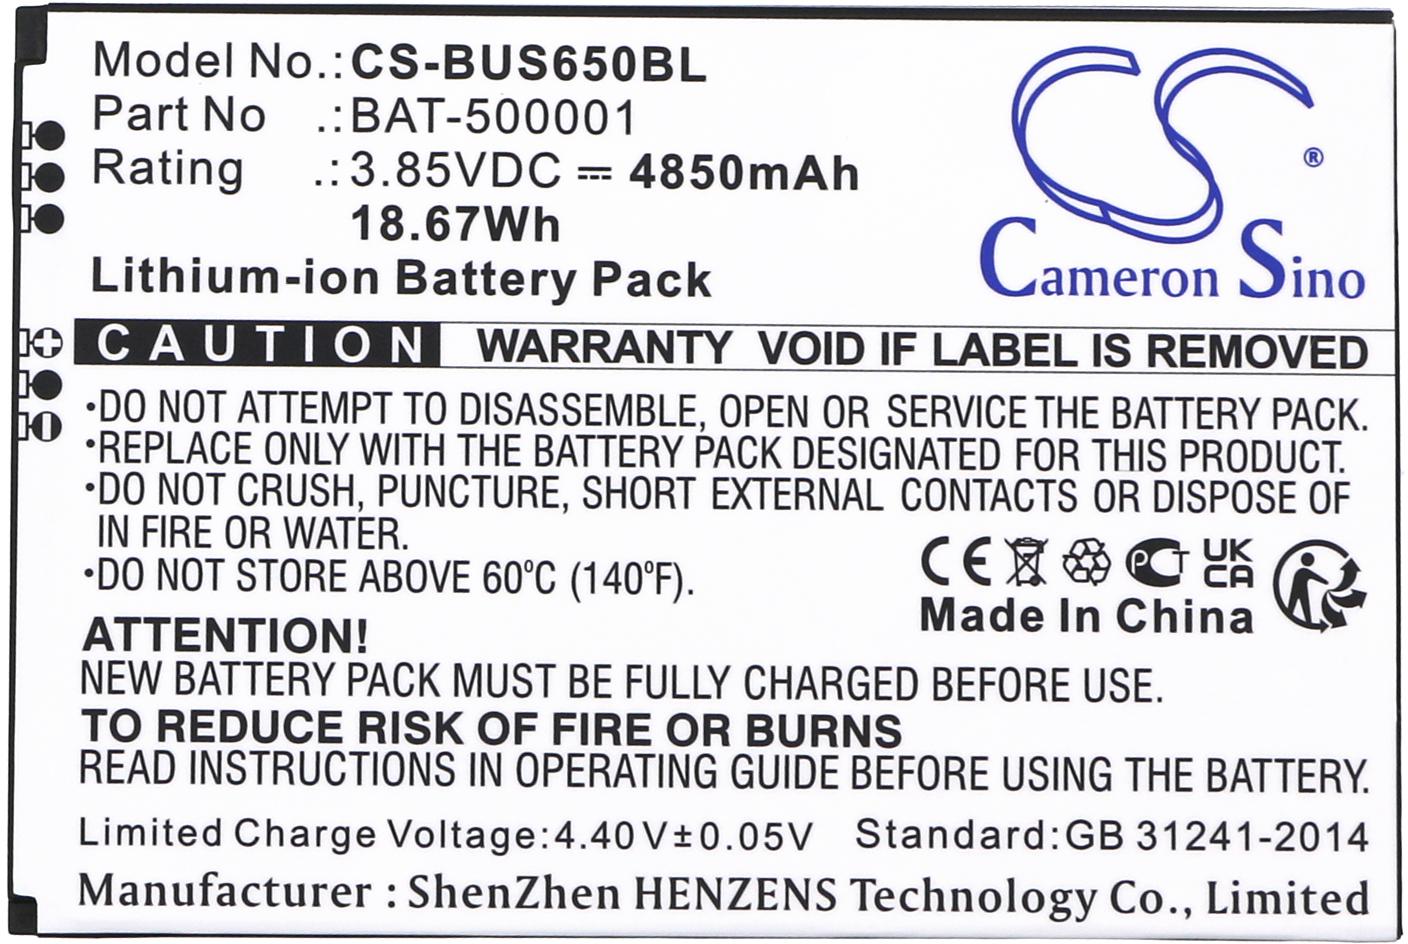 Model No.:CS-BUS650BL
Part No .:BAT-500001
Rating .:3.85VDC ⎓ 4850mAh
18.67Wh
Lithium-ion Battery Pack
CS
®
Cameron Sino
CAUTION WARRANTY VOID IF LABEL IS REMOVED
·DO NOT ATTEMPT TO DISASSEMBLE, OPEN OR SERVICE THE BATTERY PACK.
·REPLACE ONLY WITH THE BATTERY PACK DESIGNATED FOR THIS PRODUCT.
·DO NOT CRUSH, PUNCTURE, SHORT EXTERNAL CONTACTS OR DISPOSE OF
IN FIRE OR WATER.
·DO NOT STORE ABOVE 60°C (140°F).
CE PCT UK
CA
Made In China
ATTENTION!
NEW BATTERY PACK MUST BE FULLY CHARGED BEFORE USE.
TO REDUCE RISK OF FIRE OR BURNS
READ INSTRUCTIONS IN OPERATING GUIDE BEFORE USING THE BATTERY.
Limited Charge Voltage:4.40V±0.05V Standard:GB 31241-2014
Manufacturer : ShenZhen HENZENS Technology Co., Limited